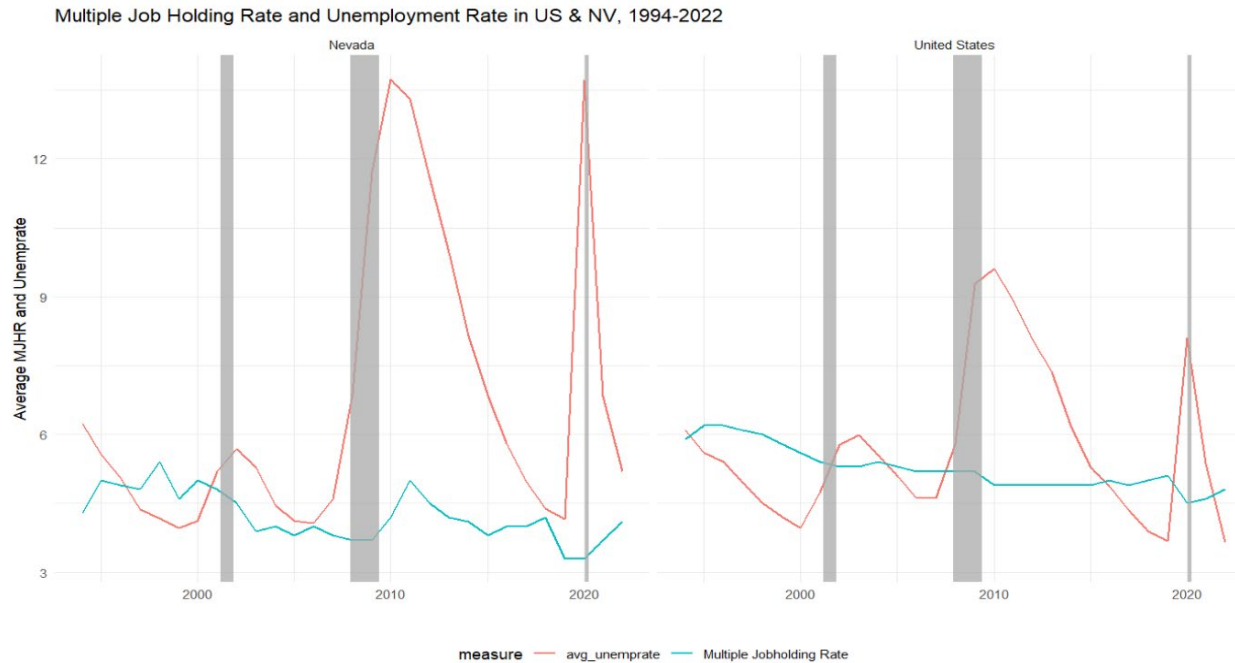 Multiple Job Holding Rate and Unemployment Rate in US & NV, 1994-2022
Nevada
United States
Average MJHR and Unemprate
12
9
6
3
2000
2010
2020
2000
2010
2020
measure
avg_unemprate
Multiple Jobholding Rate